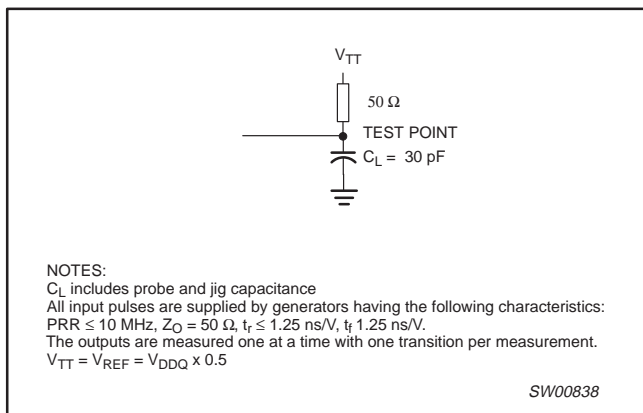 VTT
50 Ω
TEST POINT
CL = 30 pF
NOTES:
CL includes probe and jig capacitance
All input pulses are supplied by generators having the following characteristics:
PRR ≤ 10 MHz, ZO = 50 Ω, tr ≤ 1.25 ns/V, tf 1.25 ns/V.
The outputs are measured one at a time with one transition per measurement.
VTT = VREF = VDDQ x 0.5
SW00838